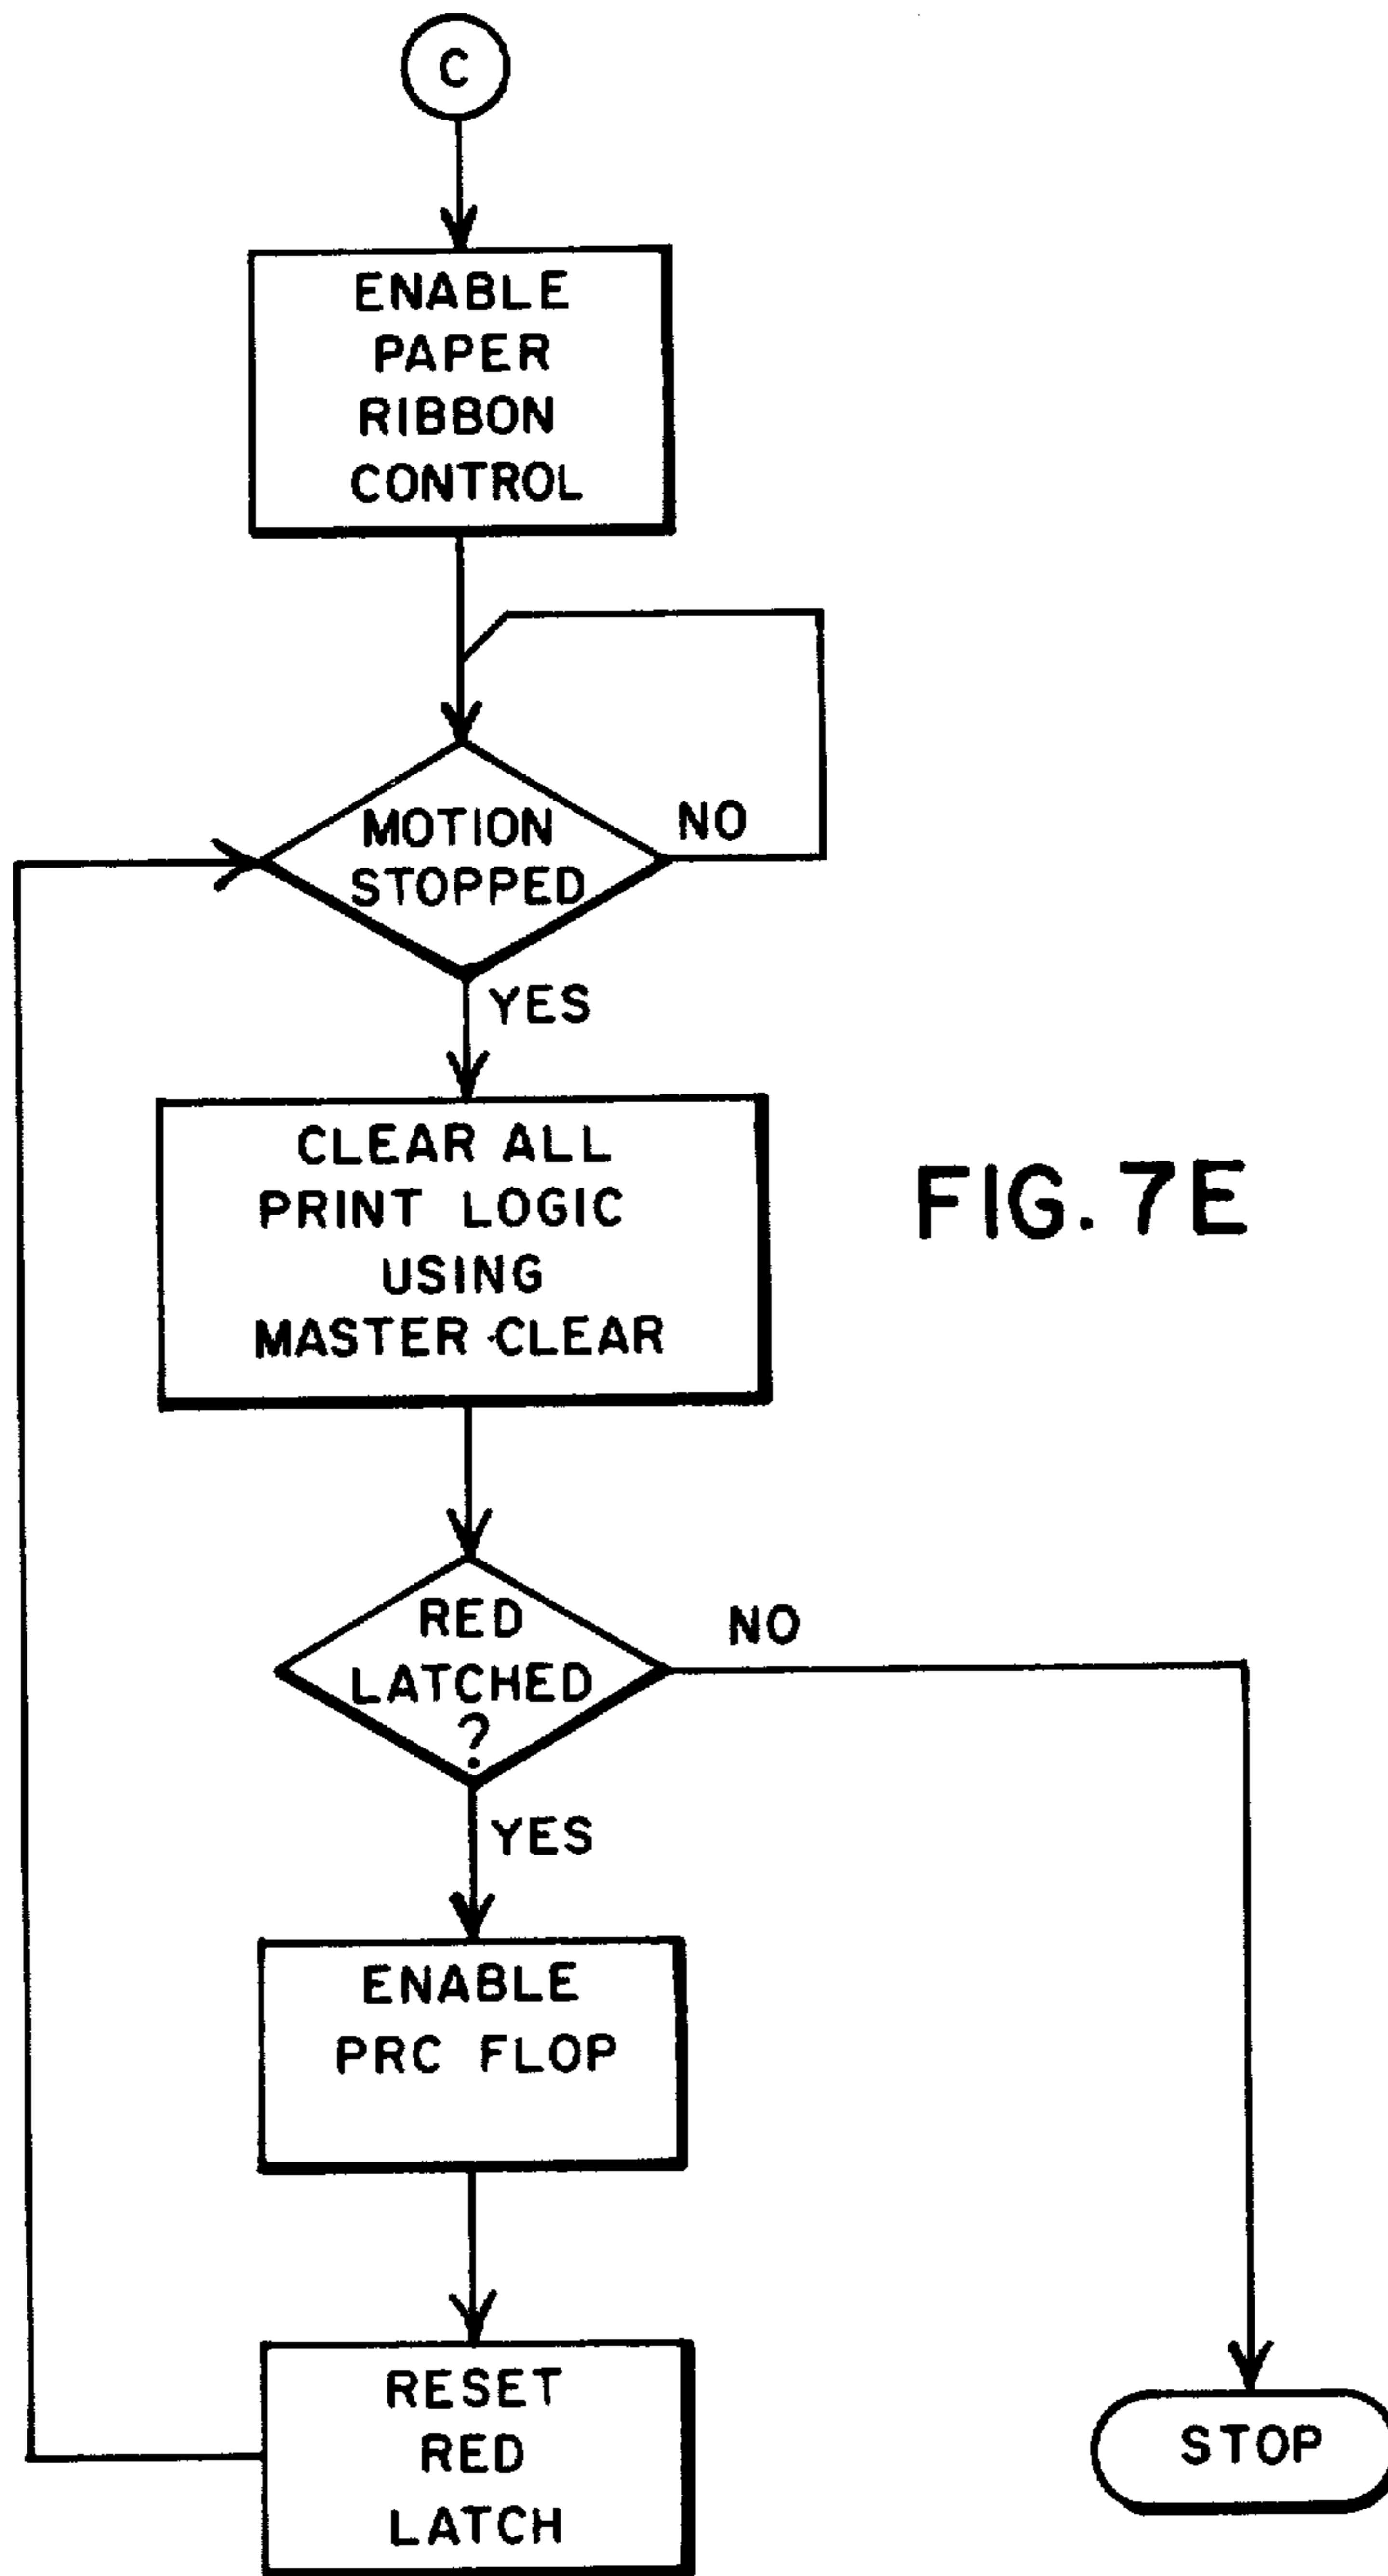 C
ENABLE
PAPER
RIBBON
CONTROL
MOTION
STOPPED
NO
YES
CLEAR ALL
PRINT LOGIC
USING
MASTER CLEAR
FIG. 7E
RED
LATCHED
?
NO
YES
ENABLE
PRC FLOP
RESET
RED
LATCH
STOP